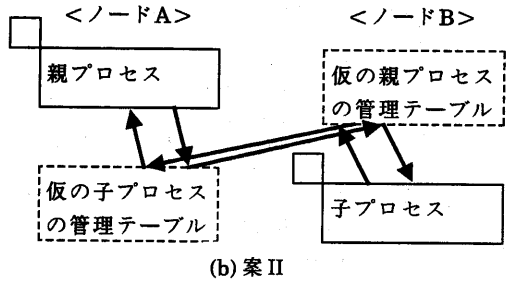 <ノードA>
<ノードB>
親プロセス
仮の親プロセス
の管理テーブル
仮の子プロセス
の管理テーブル
子プロセス
(b) 案II